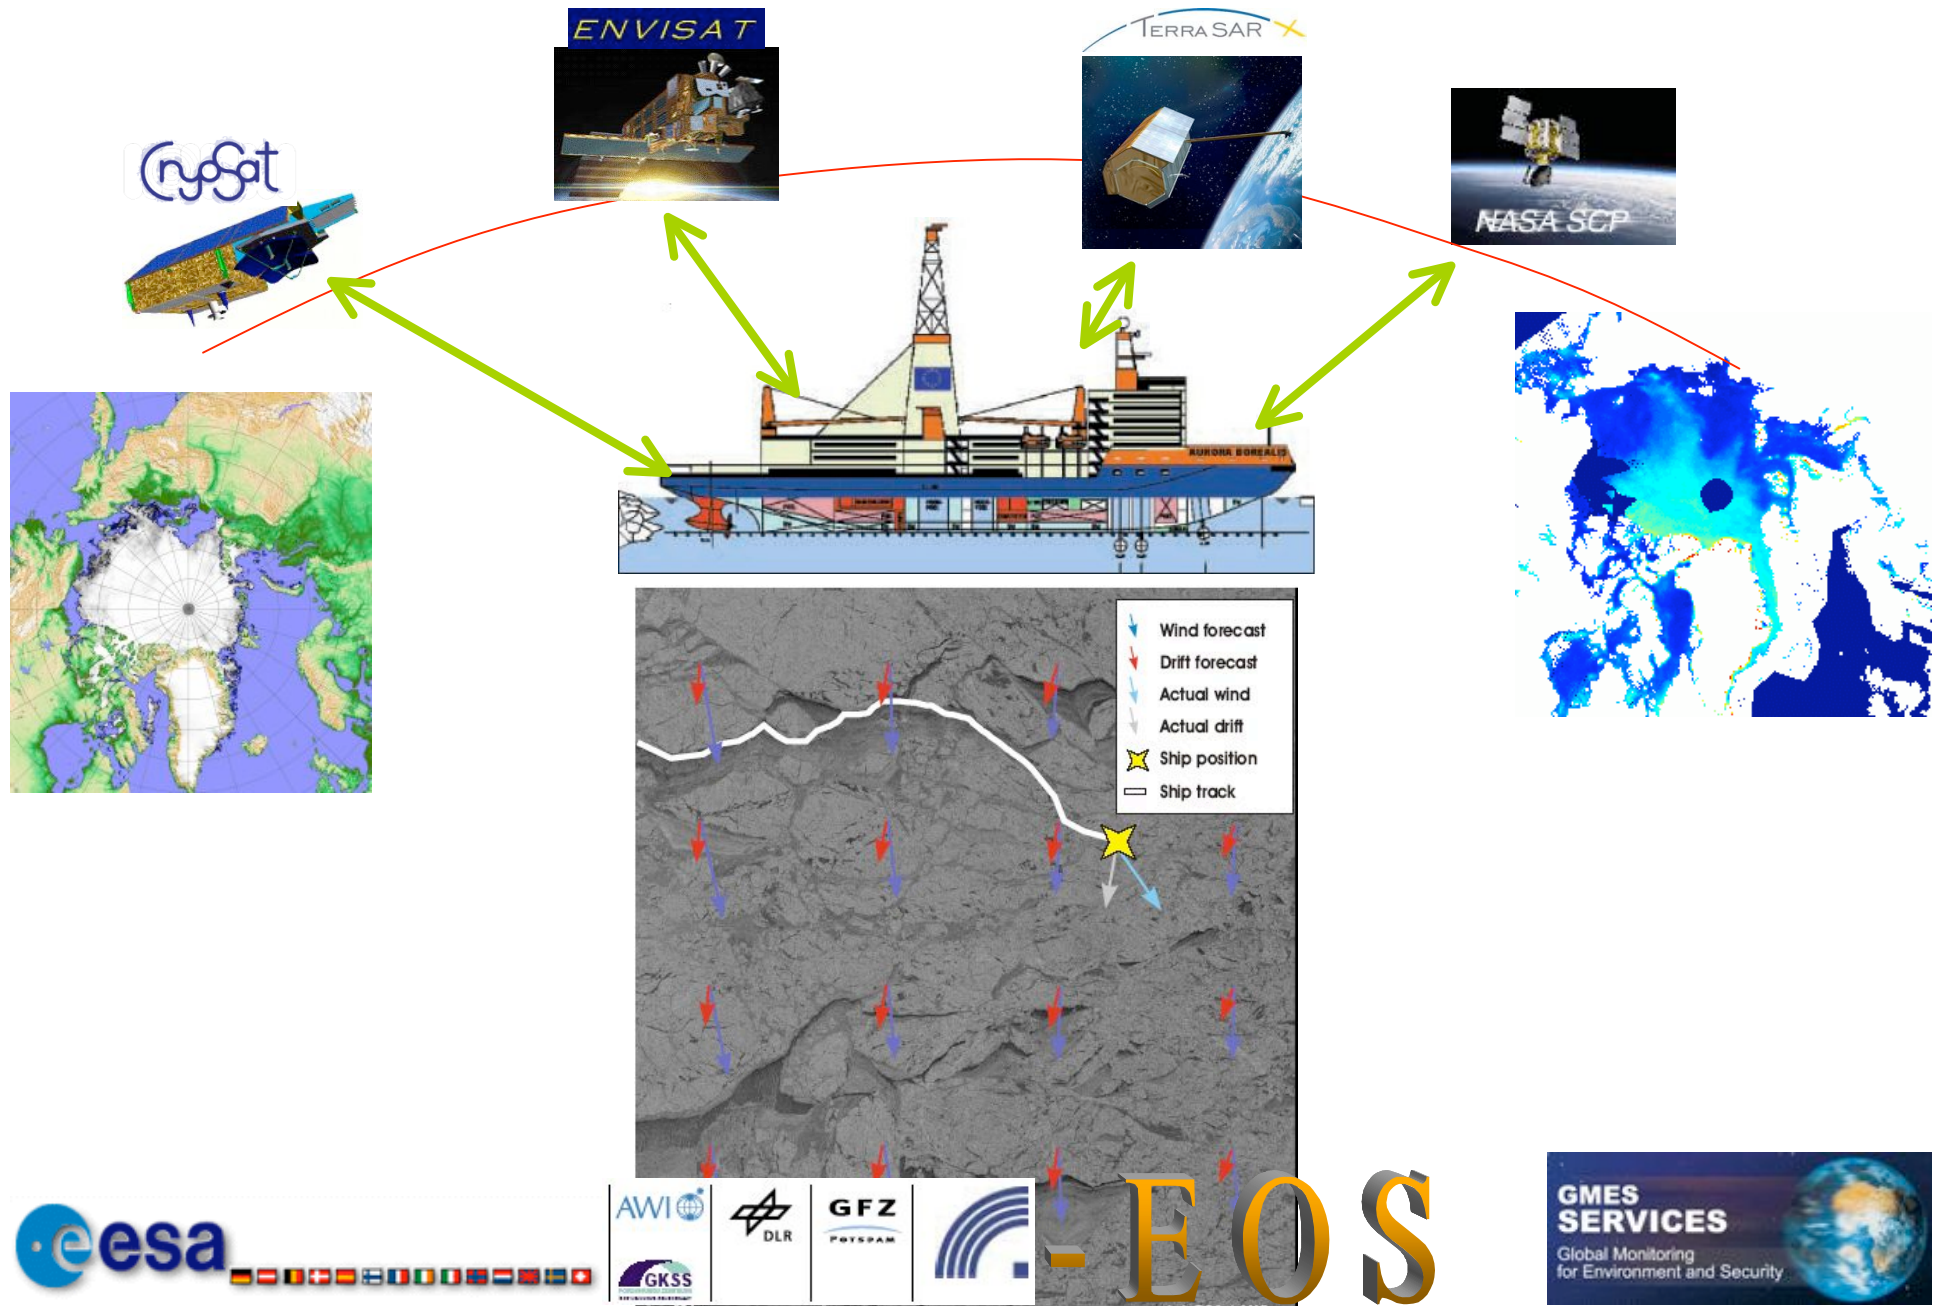 ENVISAT
TERRA SAR X
CryoSat
NASA SCP
AURORA BOREALIS
Wind forecast
Drift forecast
Actual wind
Actual drift
Ship position
Ship track
esa
AWI
DLR
GFZ
POTSDAM
GKSS
-EOS
GMES
SERVICES
Global Monitoring
for Environment and Security